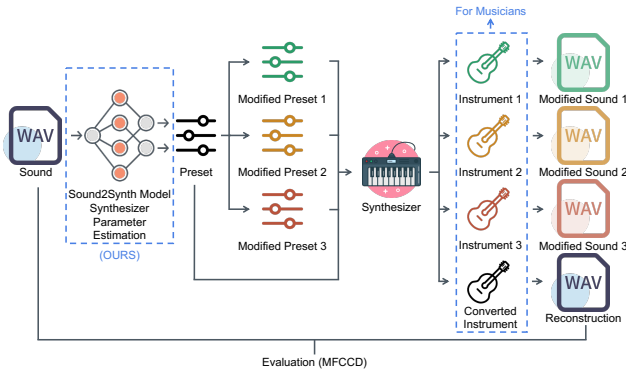 For Musicians
WAV
Sound
Sound2Synth Model
Synthesizer
Parameter
Estimation
(OURS)
Preset
Modified Preset 1
Modified Preset 2
Modified Preset 3
Synthesizer
Instrument 1
Instrument 2
Instrument 3
Converted
Instrument
WAV
Modified Sound 1
WAV
Modified Sound 2
WAV
Modified Sound 3
WAV
Reconstruction
Evaluation (MFCCD)